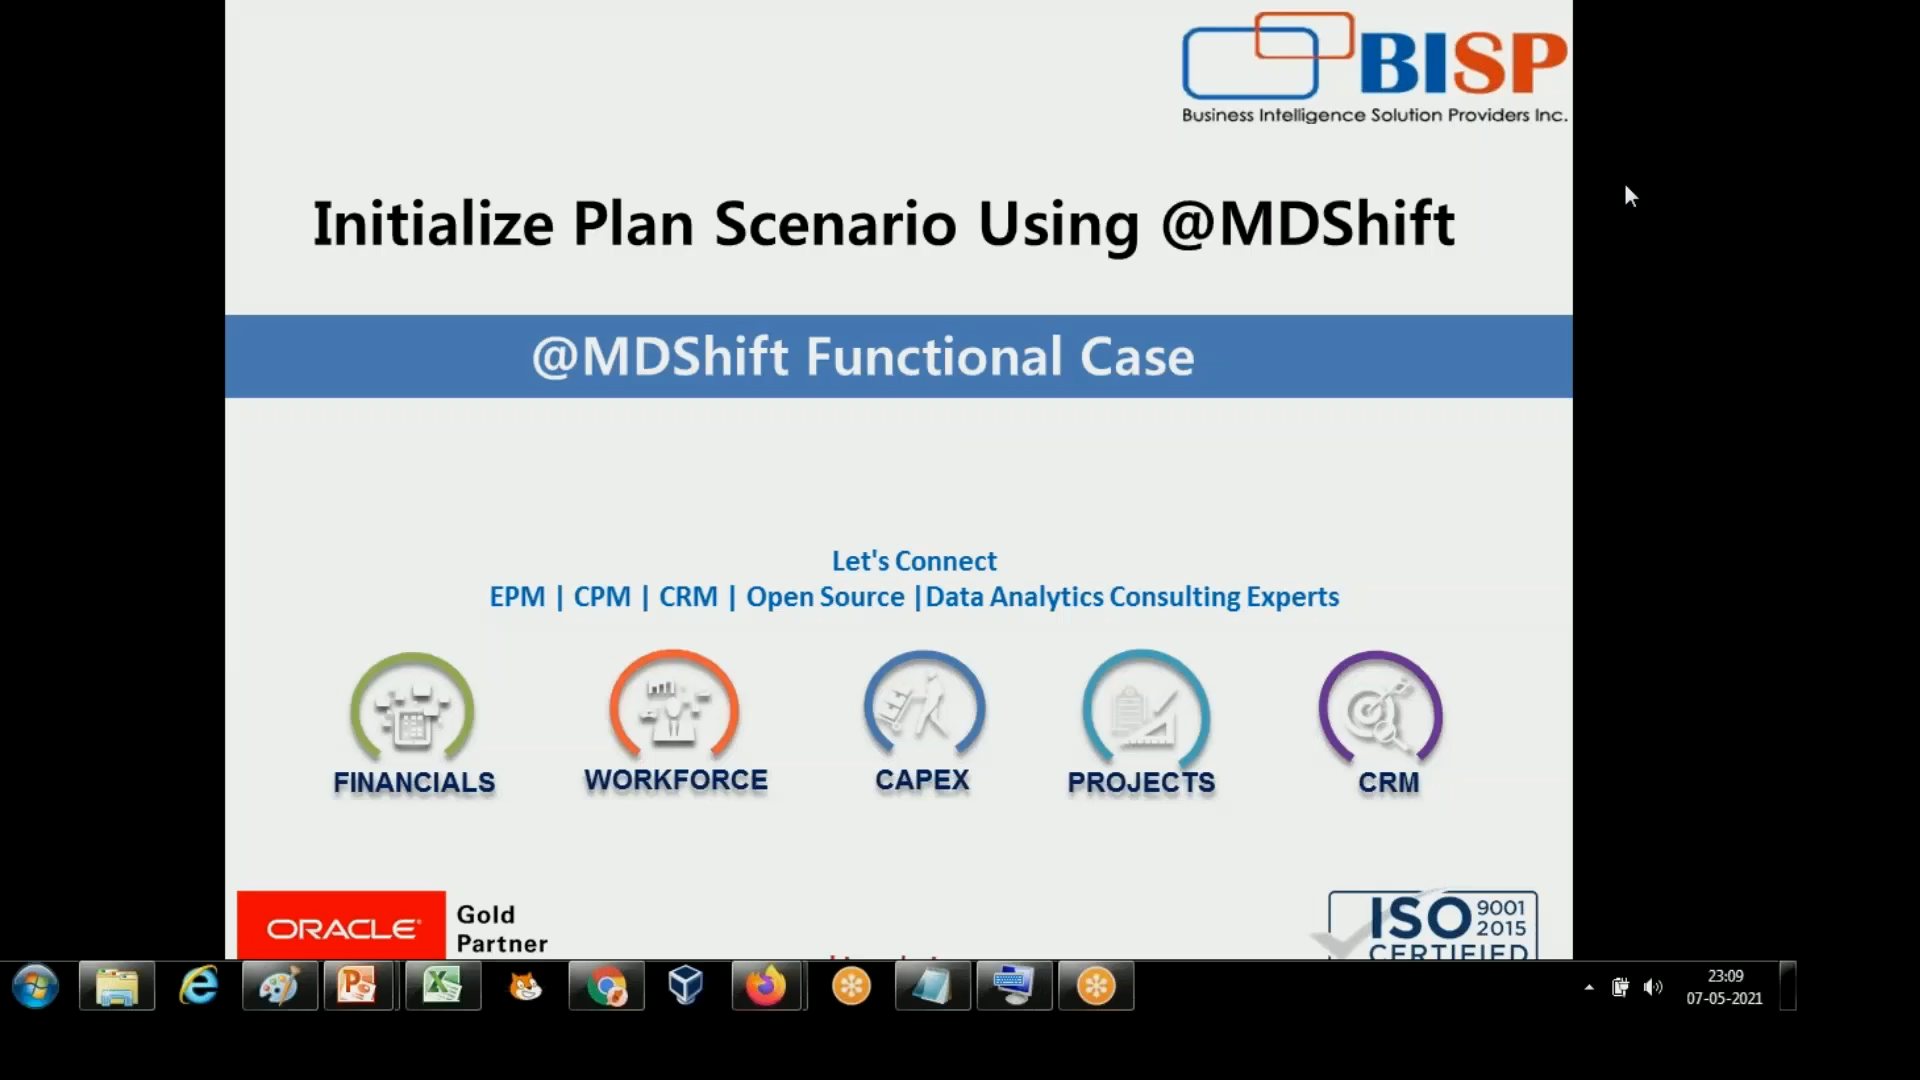 BISP
Business Intelligence Solution Providers Inc.
Initialize Plan Scenario Using @MDShift
@MDShift Functional Case
Let's Connect
EPM | CPM | CRM | Open Source |Data Analytics Consulting Experts
FINANCIALS
WORKFORCE
CAPEX
PROJECTS
CRM
ORACLE
Gold
Partner
ISO 9001
2015
CERTIFIED
23:09
07-05-2021